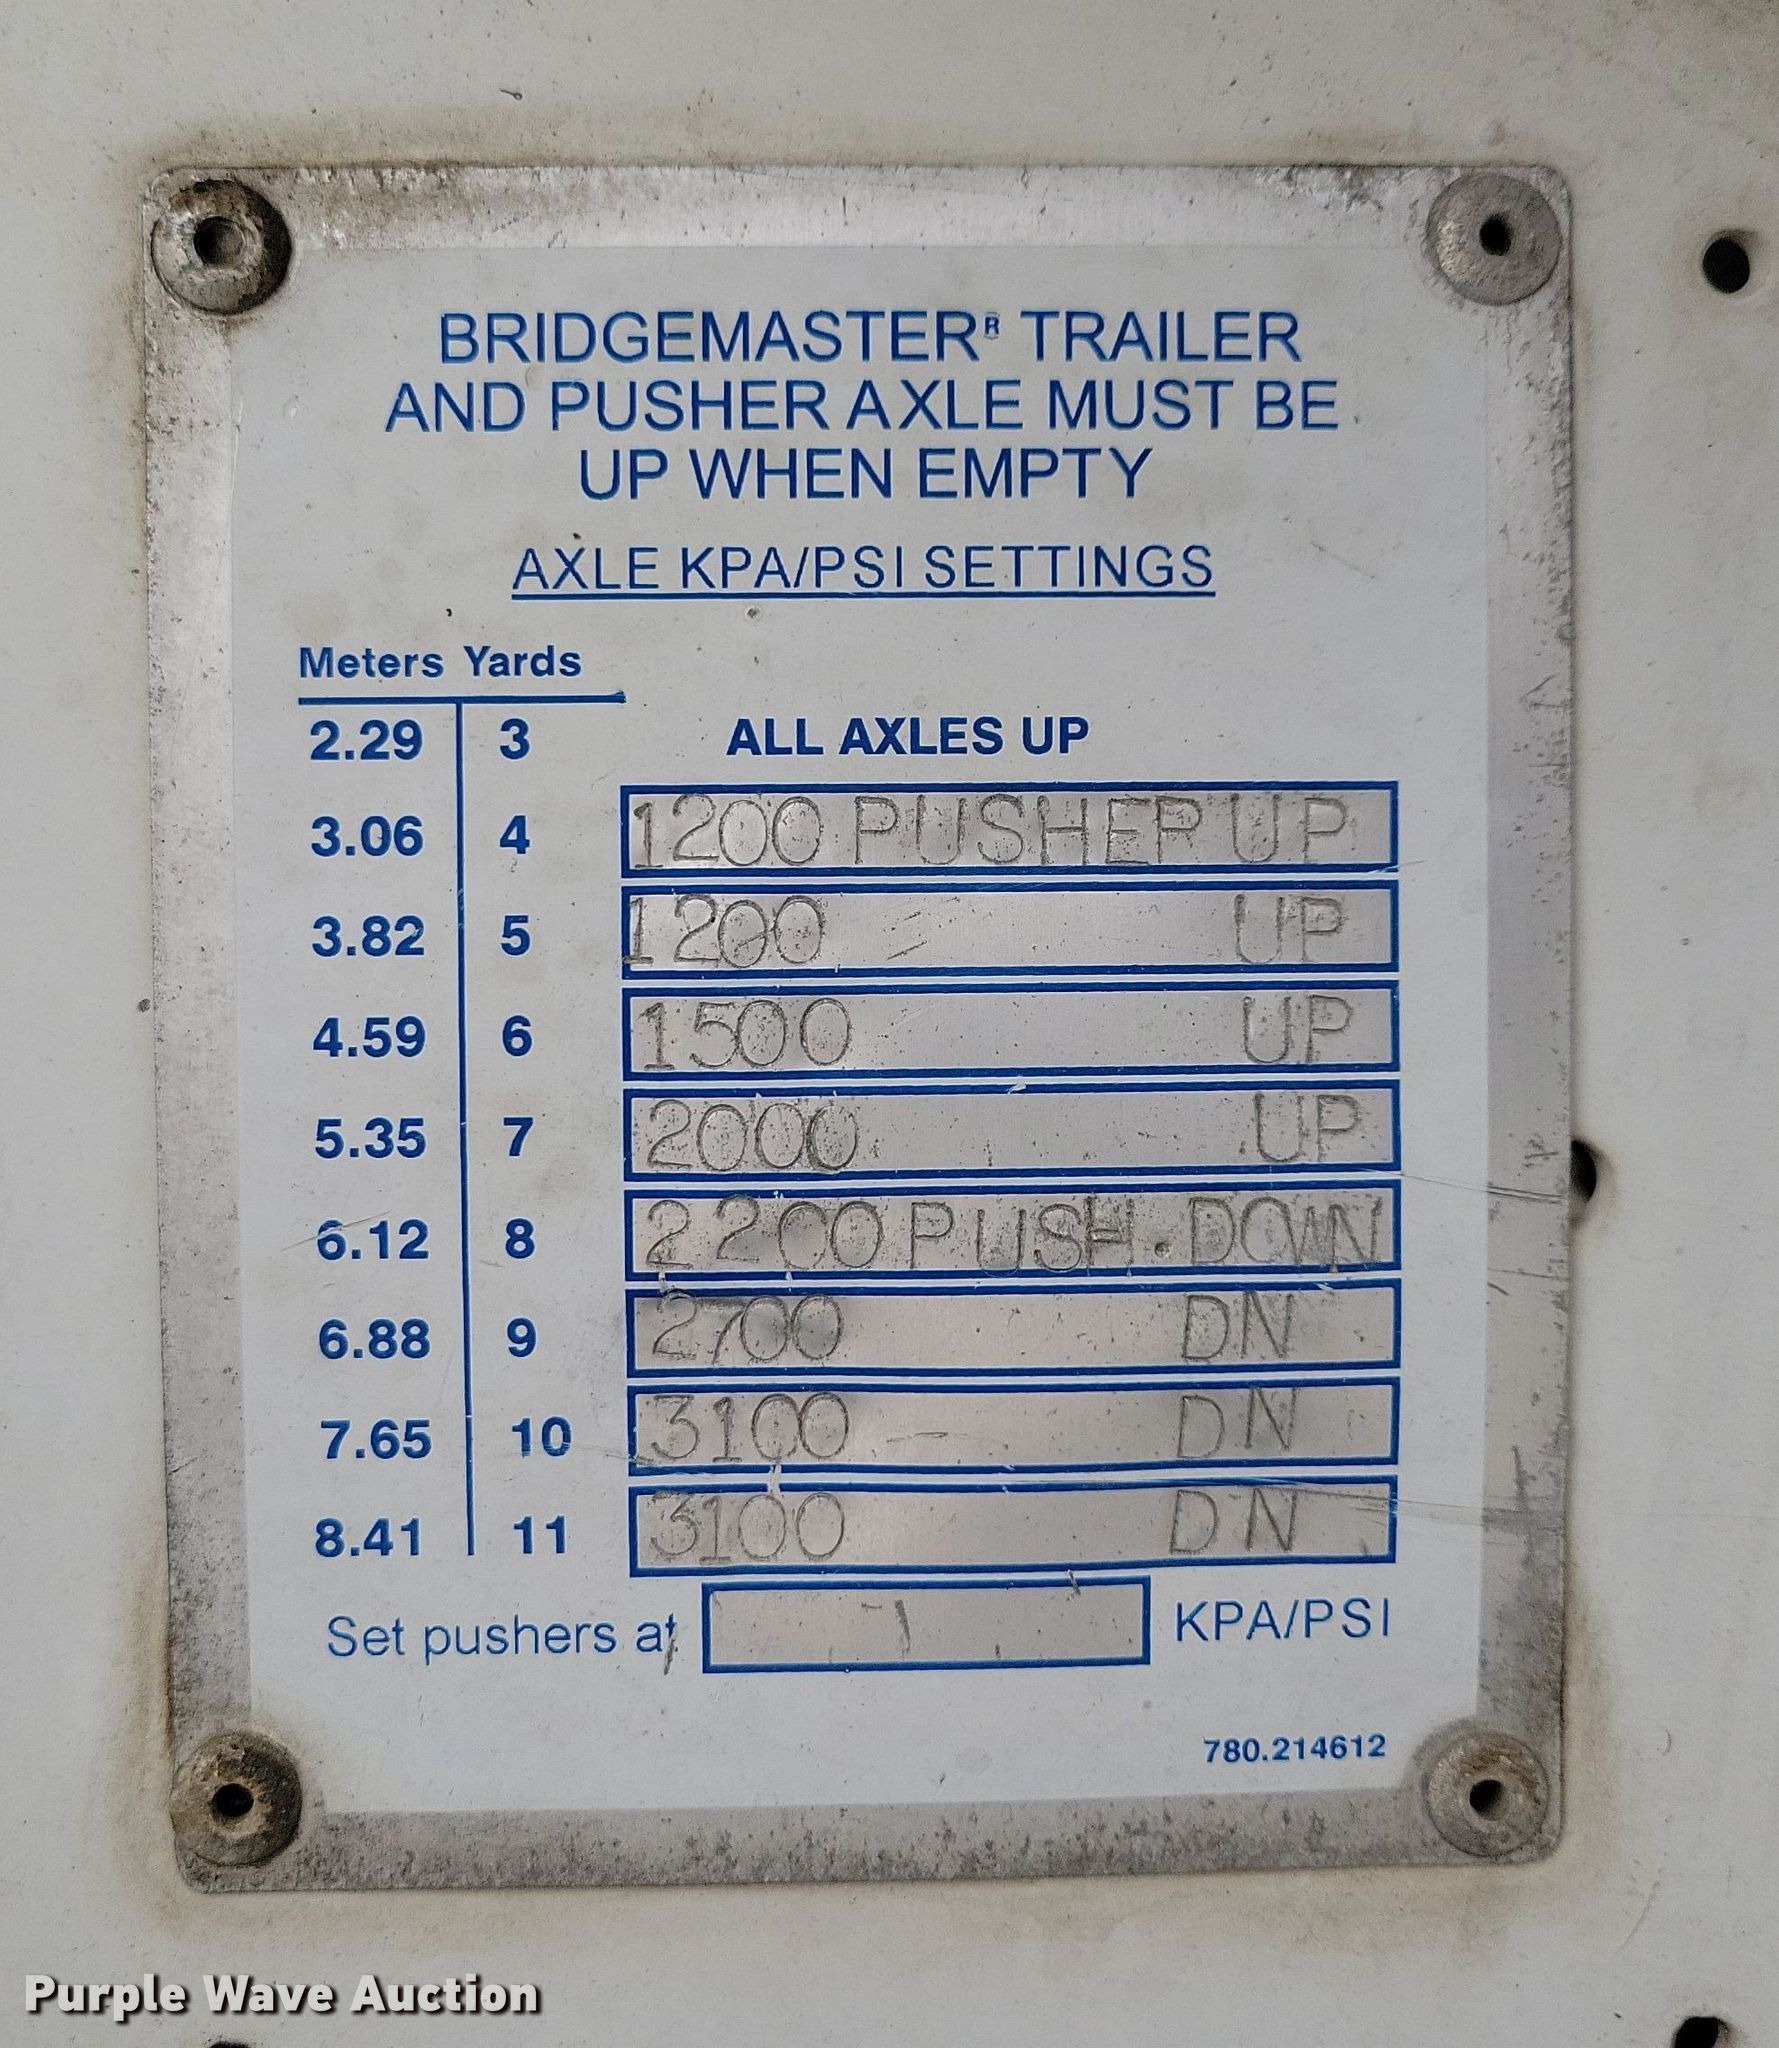 BRIDGEMASTER® TRAILER
AND PUSHER AXLE MUST BE
UP WHEN EMPTY
AXLE KPA/PSI SETTINGS
Meters Yards
2.29 3 ALL AXLES UP
3.06 4 1200 PUSHER UP
3.82 5 1200 UP
4.59 6 1500 UP
5.35 7 2000 UP
6.12 8 2200 PUSH. DOWN
6.88 9 2700 DN
7.65 10 3100 DN
8.41 11 3100 DN
Set pushers at KPA/PSI
780.214612
Purple Wave Auction